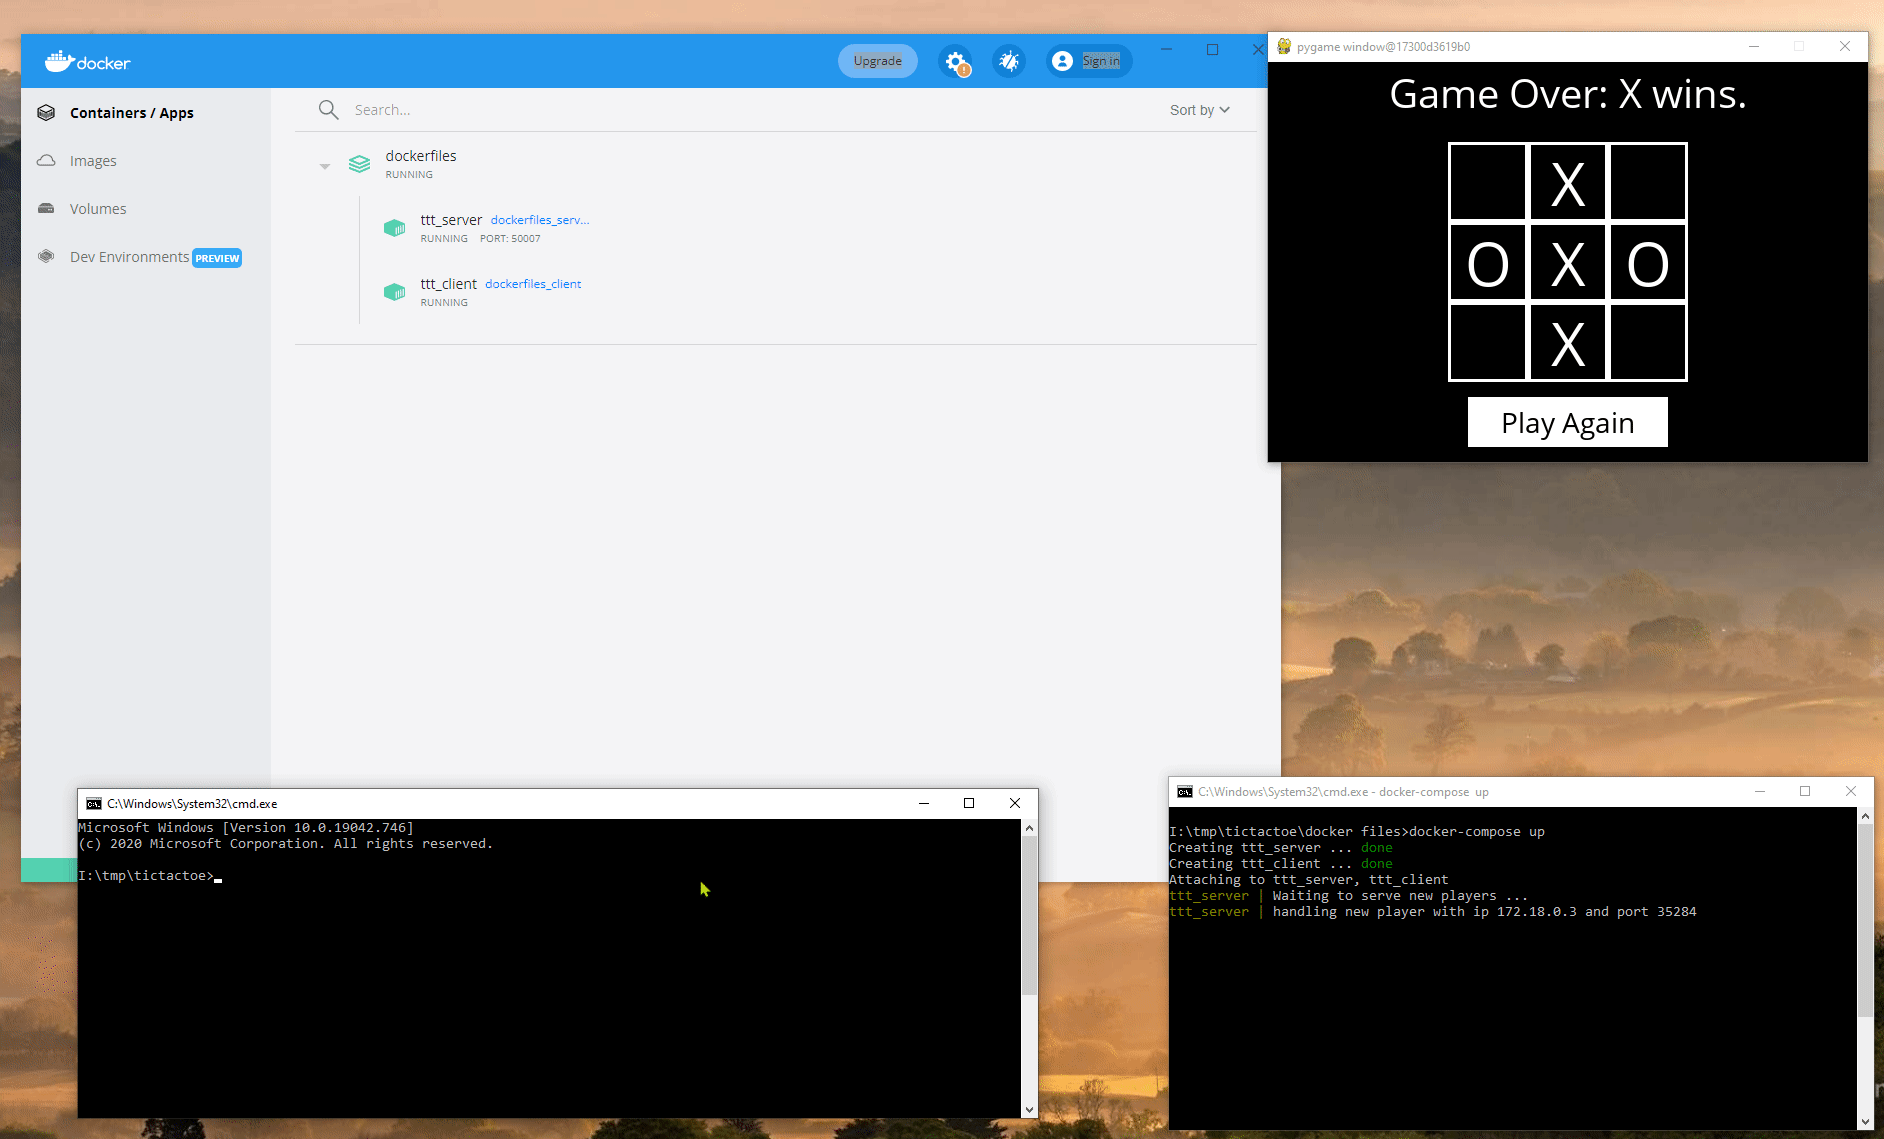 docker
Upgrade
Sign in
Containers / Apps
Images
Volumes
Dev Environments PREVIEW
Search...
Sort by
dockerfiles
RUNNING
ttt_server dockerfiles_serv...
RUNNING PORT: 50007
ttt_client dockerfiles_client
RUNNING
pygame window@17300d3619b0
Game Over: X wins.
X
O X O
X
Play Again
C:\Windows\System32\cmd.exe
Microsoft Windows [Version 10.0.19042.746]
(c) 2020 Microsoft Corporation. All rights reserved.
I:\tmp\tictactoe>
C:\Windows\System32\cmd.exe - docker-compose up
I:\tmp\tictactoe\docker files>docker-compose up
Creating ttt_server ... done
Creating ttt_client ... done
Attaching to ttt_server, ttt_client
ttt_server | Waiting to serve new players ...
ttt_server | handling new player with ip 172.18.0.3 and port 35284